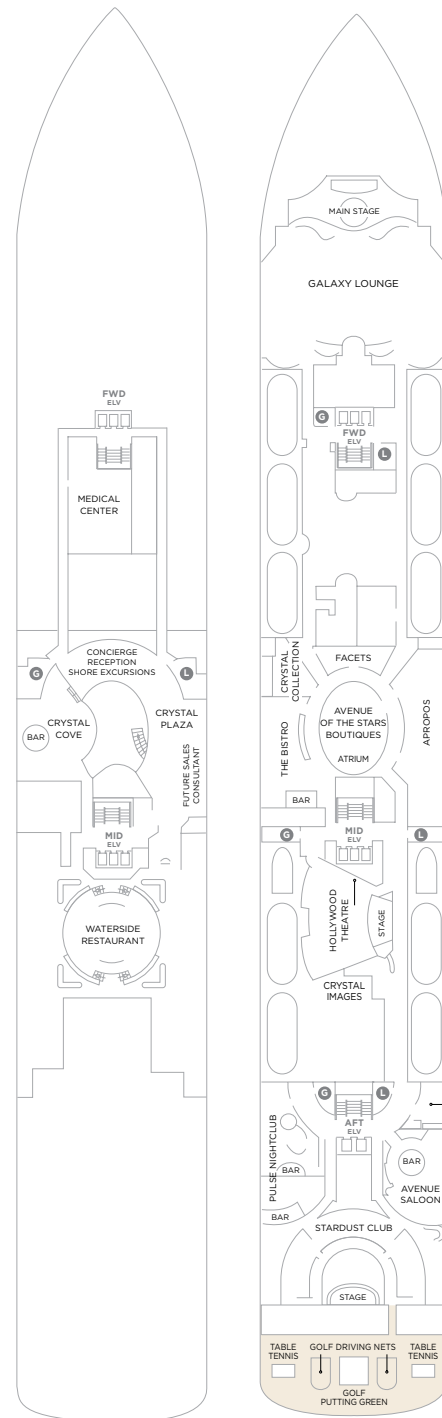 FWD
ELV
MEDICAL
CENTER
CONCIERGE
RECEPTION
SHORE EXCURSIONS
G
L
CRYSTAL
COVE
BAR
CRYSTAL
PLAZA
FUTURE SALES
CONSULTANT
MID
ELV
WATERSIDE
RESTAURANT
MAIN STAGE
GALAXY LOUNGE
G
FWD
ELV
L
CRYSTAL
COLLECTION
FACETS
AVENUE
OF THE STARS
BOUTIQUES
ATRIUM
APROPOS
THE BISTRO
BAR
G
MID
ELV
L
HOLLYWOOD
THEATRE
STAGE
CRYSTAL
IMAGES
G
L
AFT
ELV
PULSE NIGHTCLUB
BAR
BAR
BAR
AVENUE
SALOON
STARDUST CLUB
STAGE
TABLE
TENNIS
GOLF DRIVING NETS
TABLE
TENNIS
GOLF
PUTTING GREEN